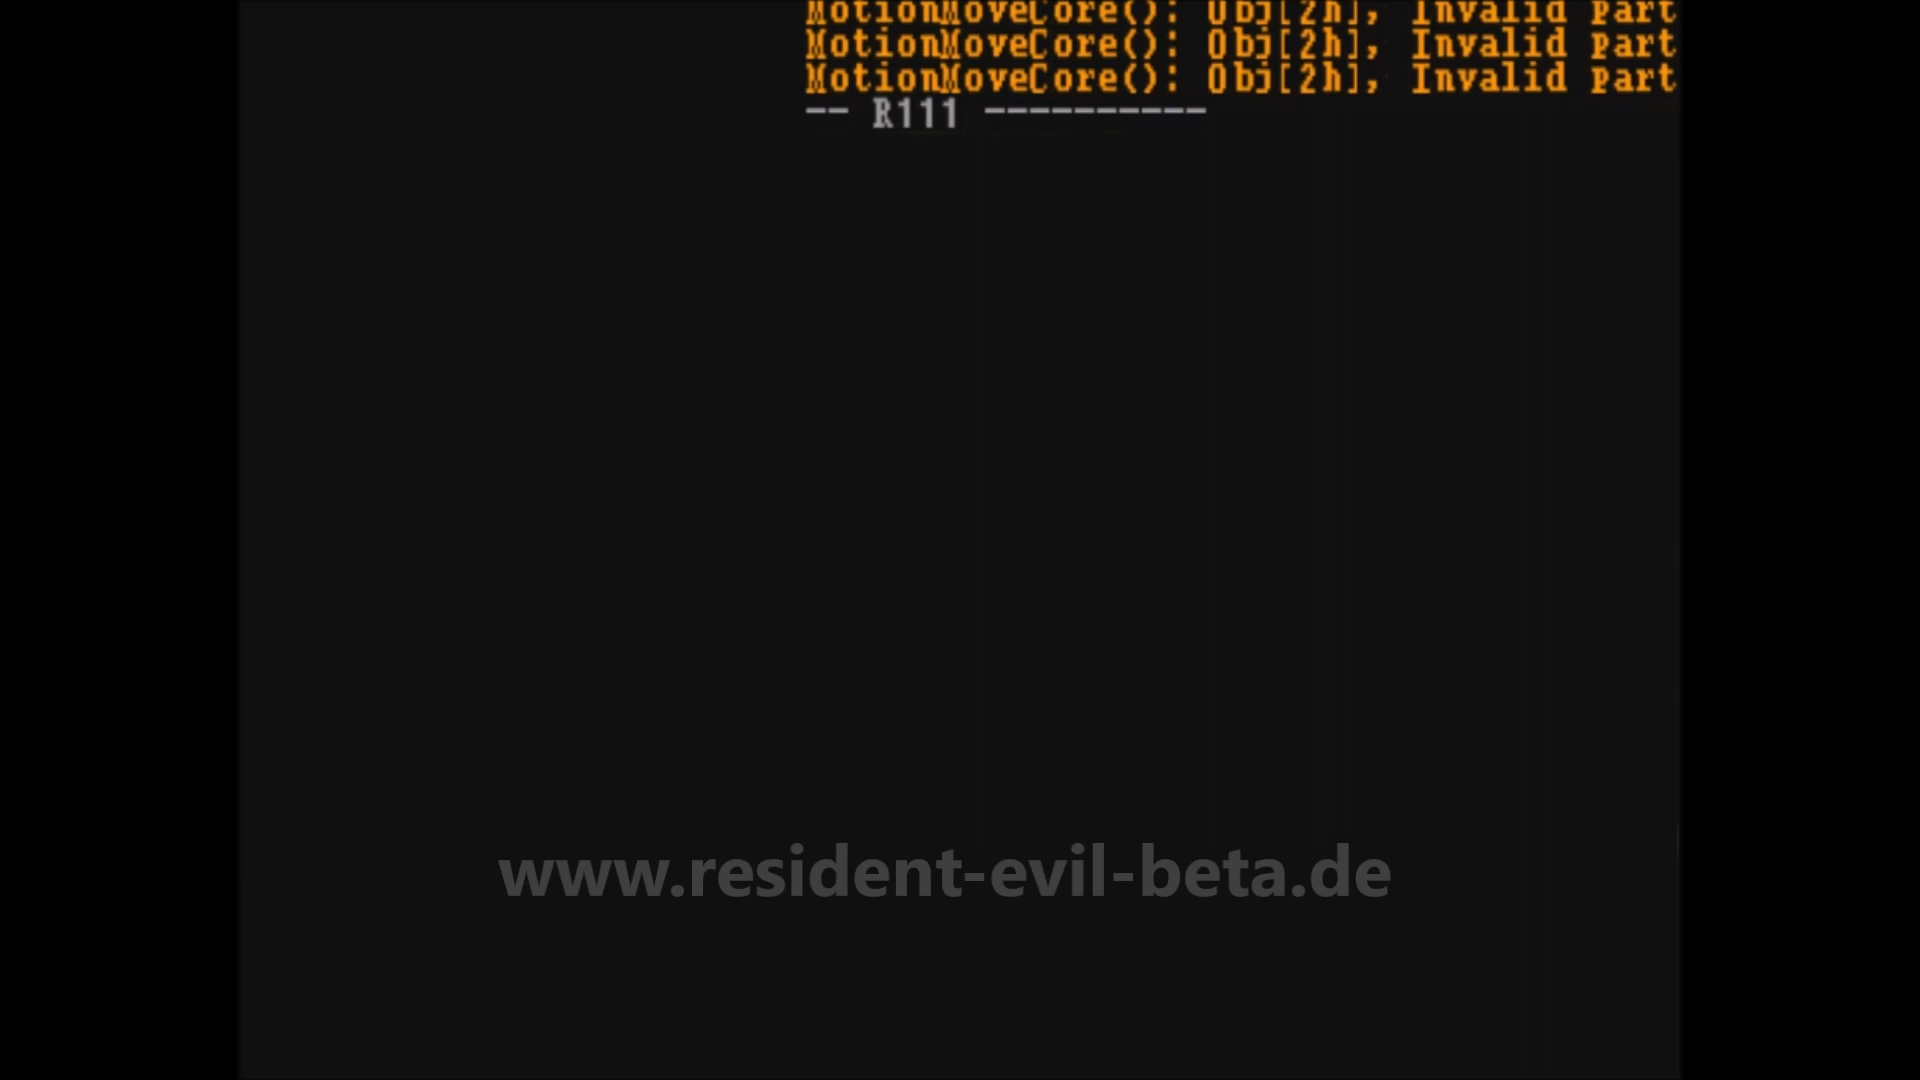 MotionMoveCore(): Obj[2h], Invalid part
MotionMoveCore(): Obj[2h], Invalid part
MotionMoveCore(): Obj[2h], Invalid part
-- R111 ----------
www.resident-evil-beta.de